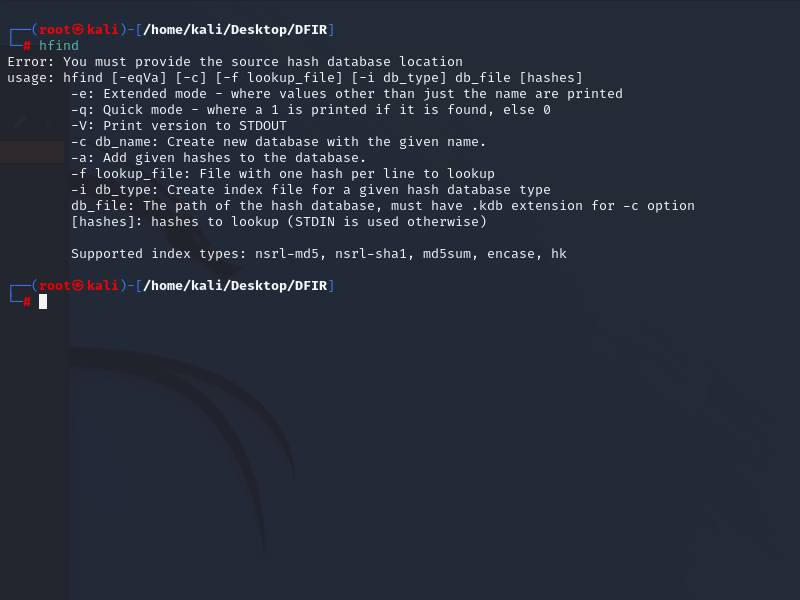 ┌──(root㉿kali)-[/home/kali/Desktop/DFIR]
└─# hfind
Error: You must provide the source hash database location
usage: hfind [-eqVa] [-c] [-f lookup_file] [-i db_type] db_file [hashes]
-e: Extended mode - where values other than just the name are printed
-q: Quick mode - where a 1 is printed if it is found, else 0
-V: Print version to STDOUT
-c db_name: Create new database with the given name.
-a: Add given hashes to the database.
-f lookup_file: File with one hash per line to lookup
-i db_type: Create index file for a given hash database type
db_file: The path of the hash database, must have .kdb extension for -c option
[hashes]: hashes to lookup (STDIN is used otherwise)
Supported index types: nsrl-md5, nsrl-sha1, md5sum, encase, hk
┌──(root㉿kali)-[/home/kali/Desktop/DFIR]
└─#